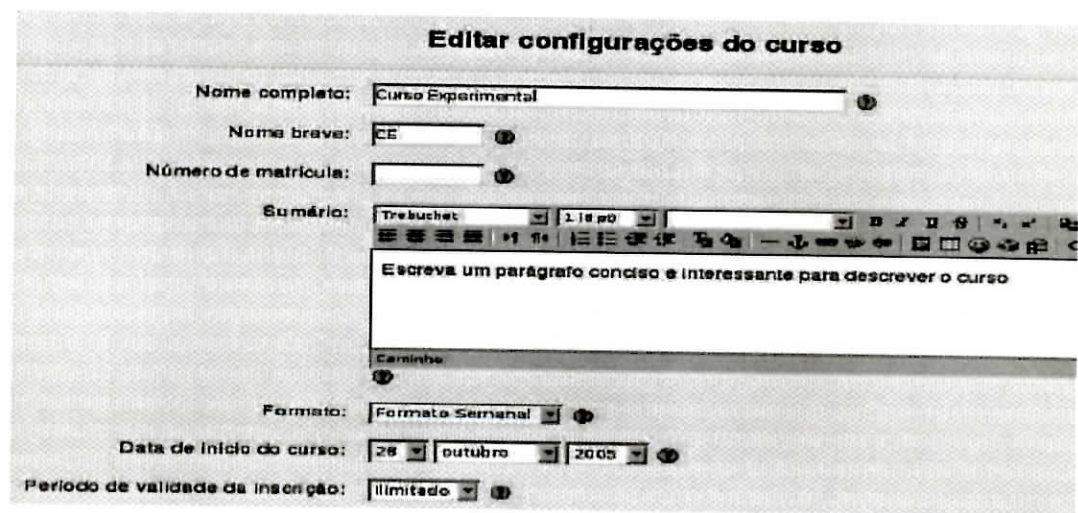 Editar configurações do curso
Nome completo: Curso Experimental
Nome breve: CE
Número de matrícula:
Sumário: Trebuchet
Escreva um parágrafo conciso e interessante para descrever o curso
Caminho:
Formato: Formato Semanal
Data de início do curso: 28 outubro 2005
Período de validade da inscrição: Ilimitado